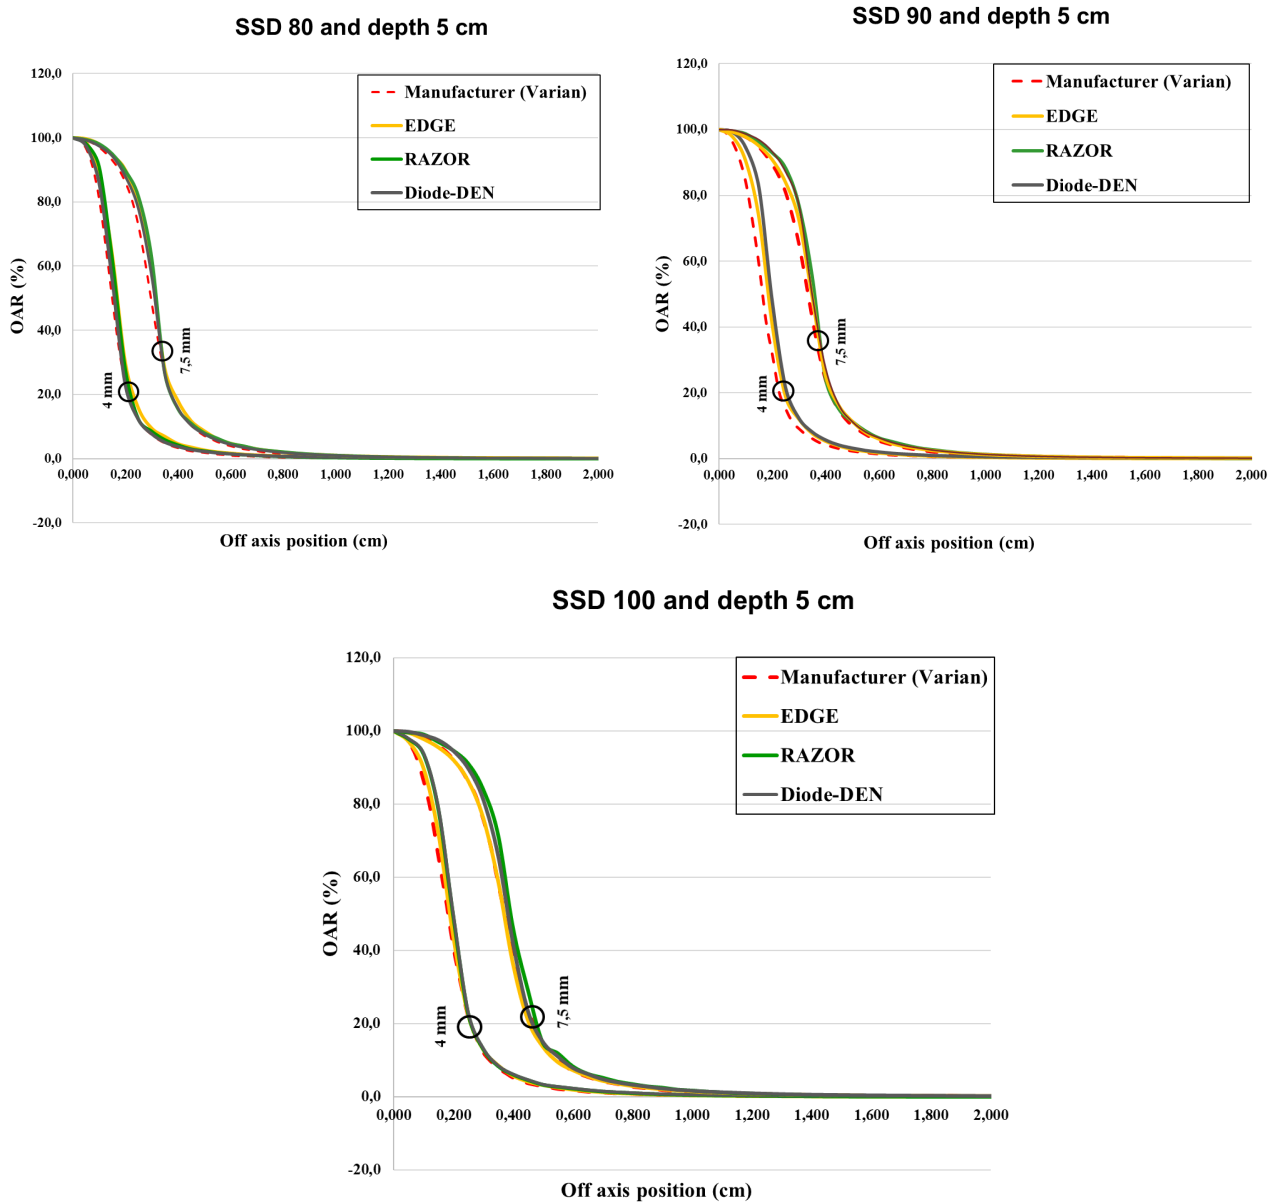 SSD 80 and depth 5 cm
120,0
100,0
80,0
60,0
40,0
20,0
0,0
-20,0
OAR (%)
0,000 0,200 0,400 0,600 0,800 1,000 1,200 1,400 1,600 1,800 2,000
Off axis position (cm)
Manufacturer (Varian)
EDGE
RAZOR
Diode-DEN
4 mm
7,5 mm
SSD 90 and depth 5 cm
120,0
100,0
80,0
60,0
40,0
20,0
0,0
-20,0
OAR (%)
0,000 0,200 0,400 0,600 0,800 1,000 1,200 1,400 1,600 1,800 2,000
Off axis position (cm)
Manufacturer (Varian)
EDGE
RAZOR
Diode-DEN
4 mm
7,5 mm
SSD 100 and depth 5 cm
120,0
100,0
80,0
60,0
40,0
20,0
0,0
-20,0
OAR (%)
0,000 0,200 0,400 0,600 0,800 1,000 1,200 1,400 1,600 1,800 2,000
Off axis position (cm)
Manufacturer (Varian)
EDGE
RAZOR
Diode-DEN
4 mm
7,5 mm